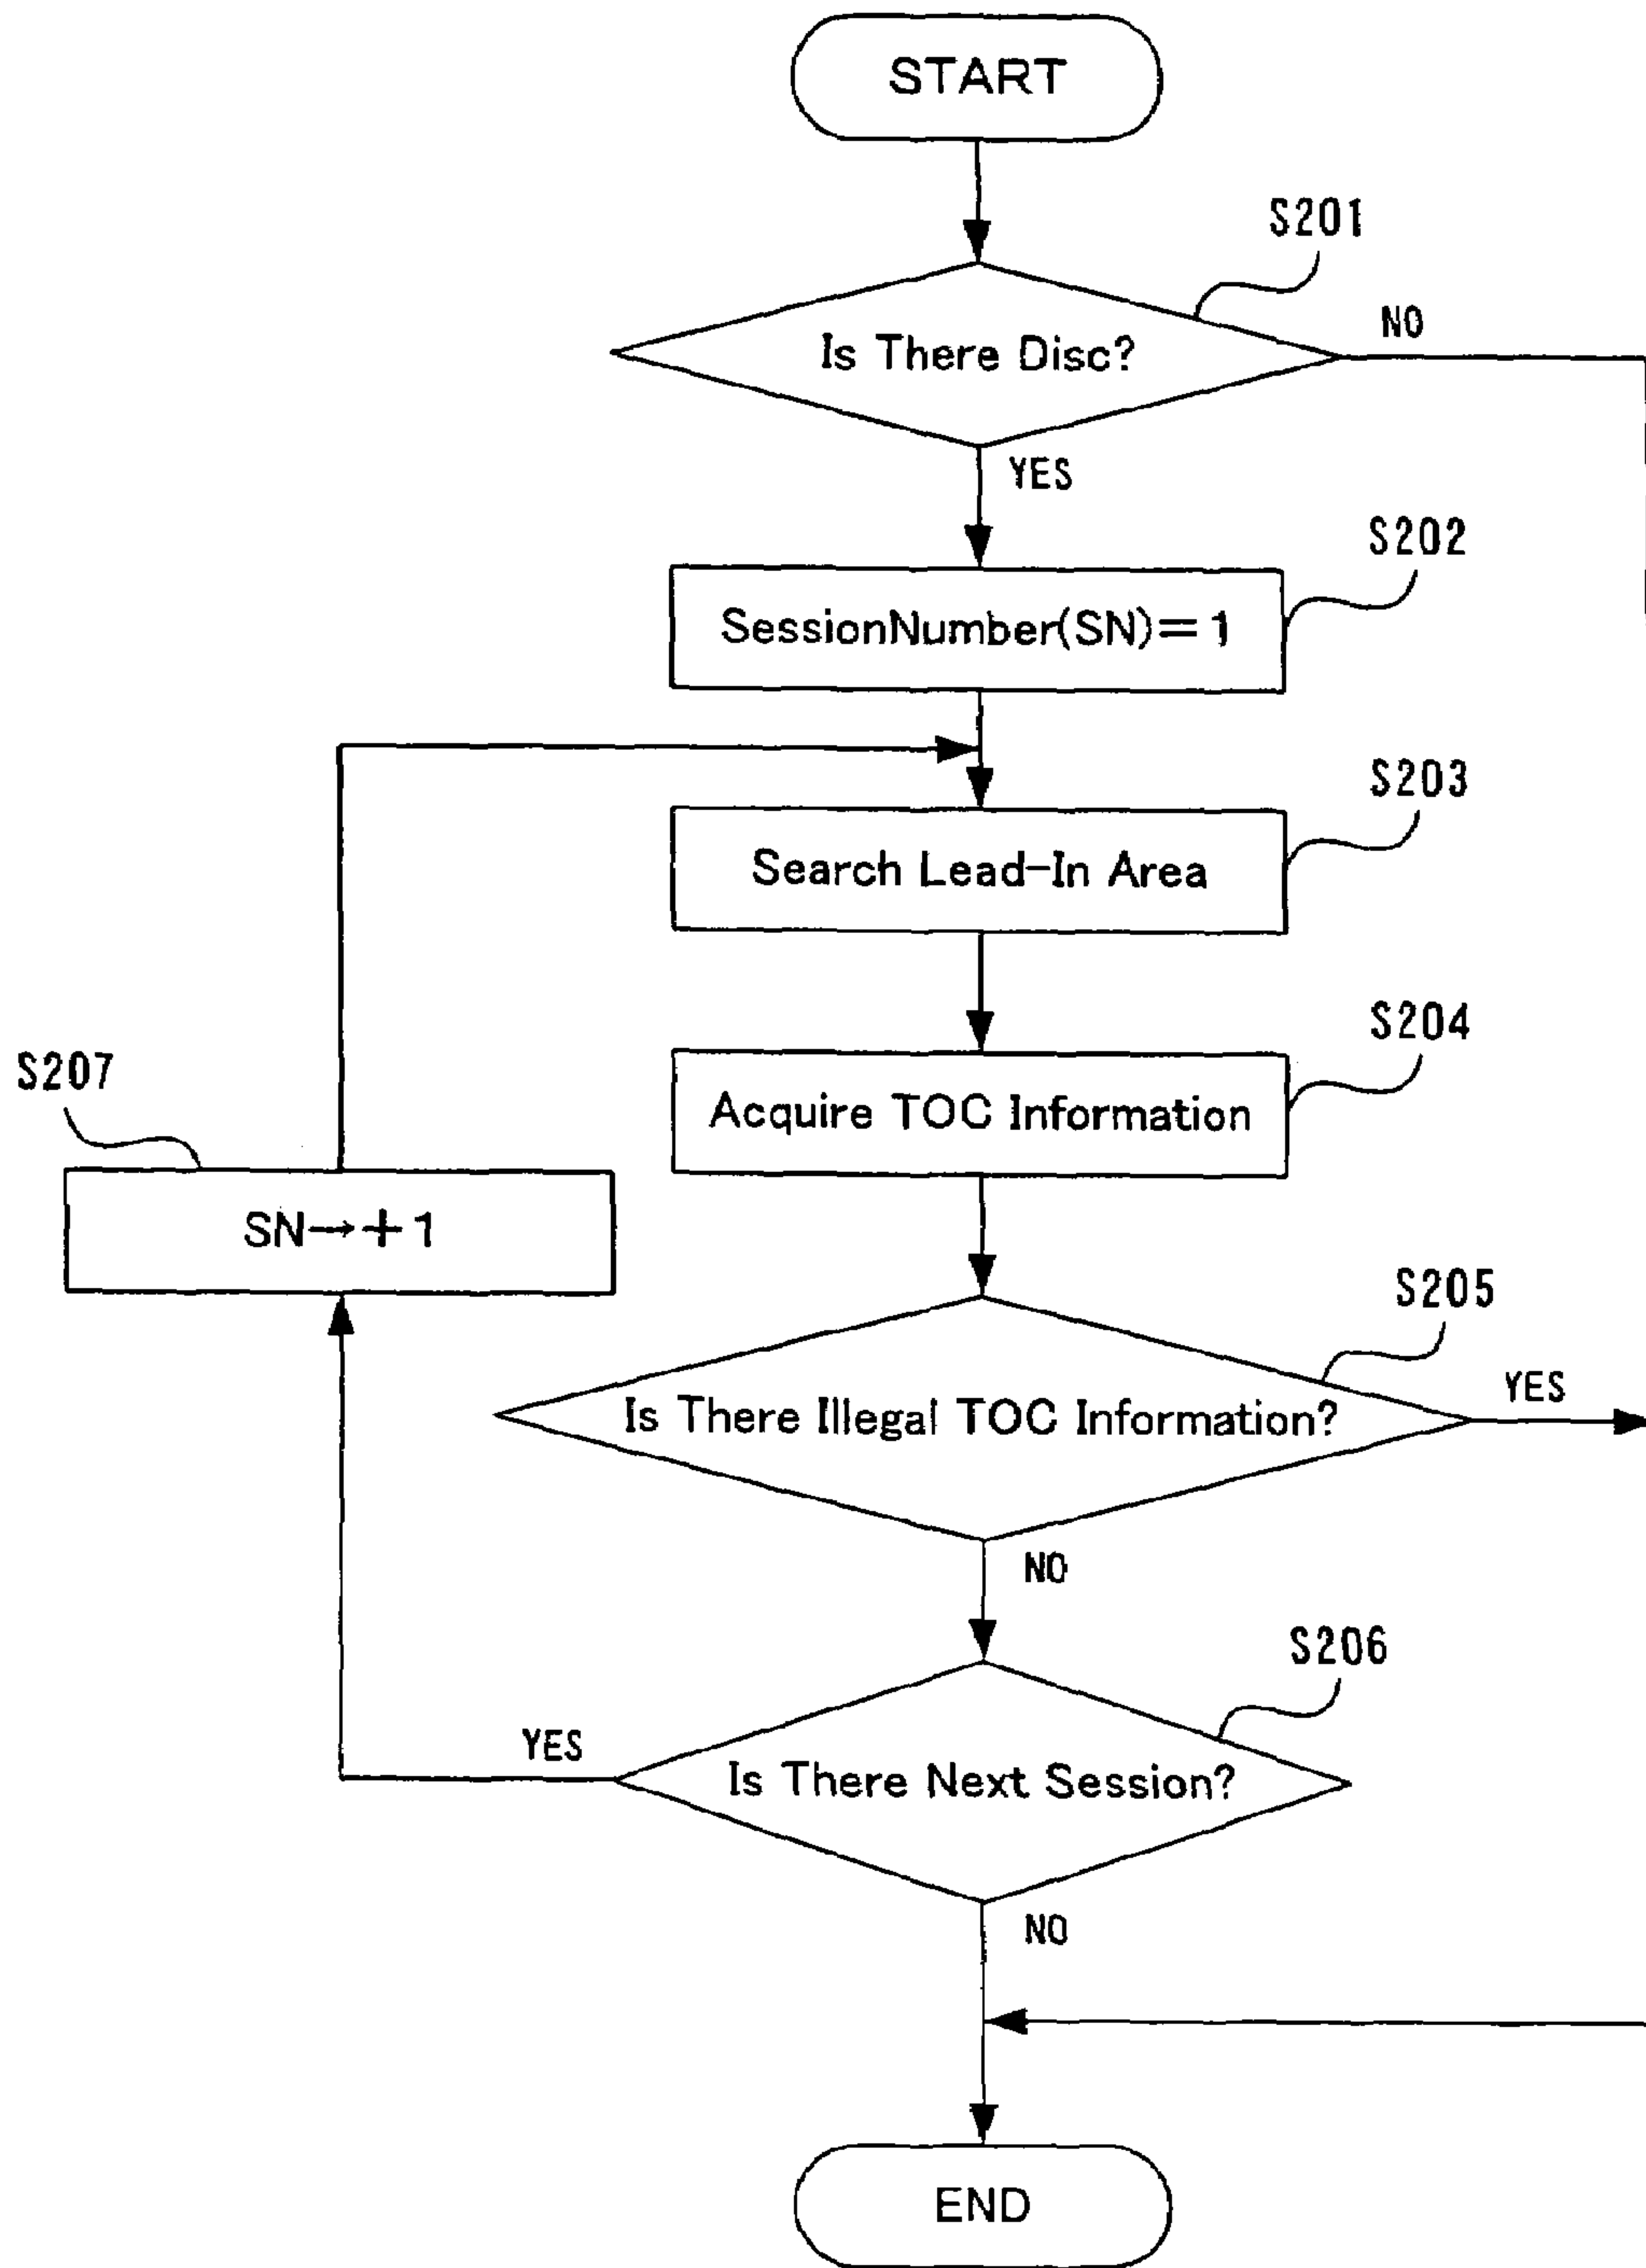 START
S201
Is There Disc?
NO
YES
S202
SessionNumber(SN)=1
S203
Search Lead-In Area
S204
Acquire TOC Information
S207
SN→+1
S205
Is There Illegal TOC Information?
YES
NO
S206
YES
Is There Next Session?
NO
END